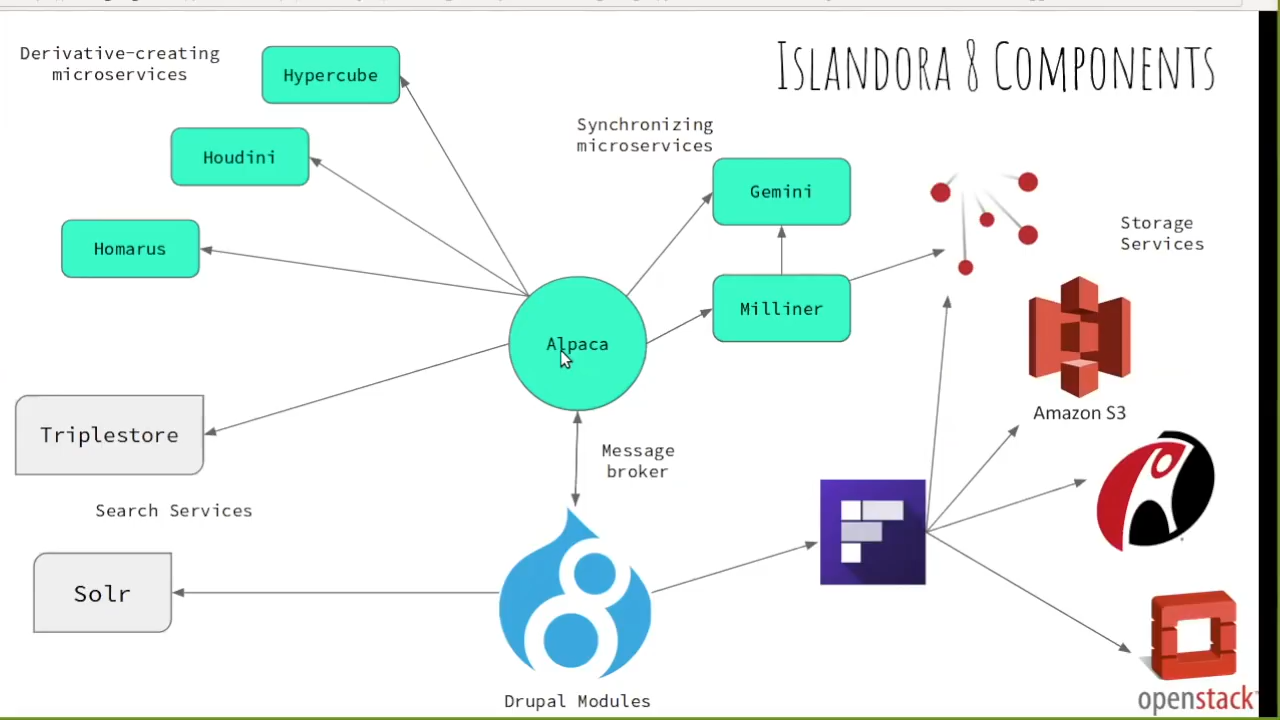 Islandora 8 Components
Derivative-creating
microservices
Hypercube
Houdini
Homarus
Synchronizing
microservices
Gemini
Milliner
Storage
Services
Alpaca
Amazon S3
Triplestore
Message
broker
Search Services
Solr
Drupal Modules
openstack